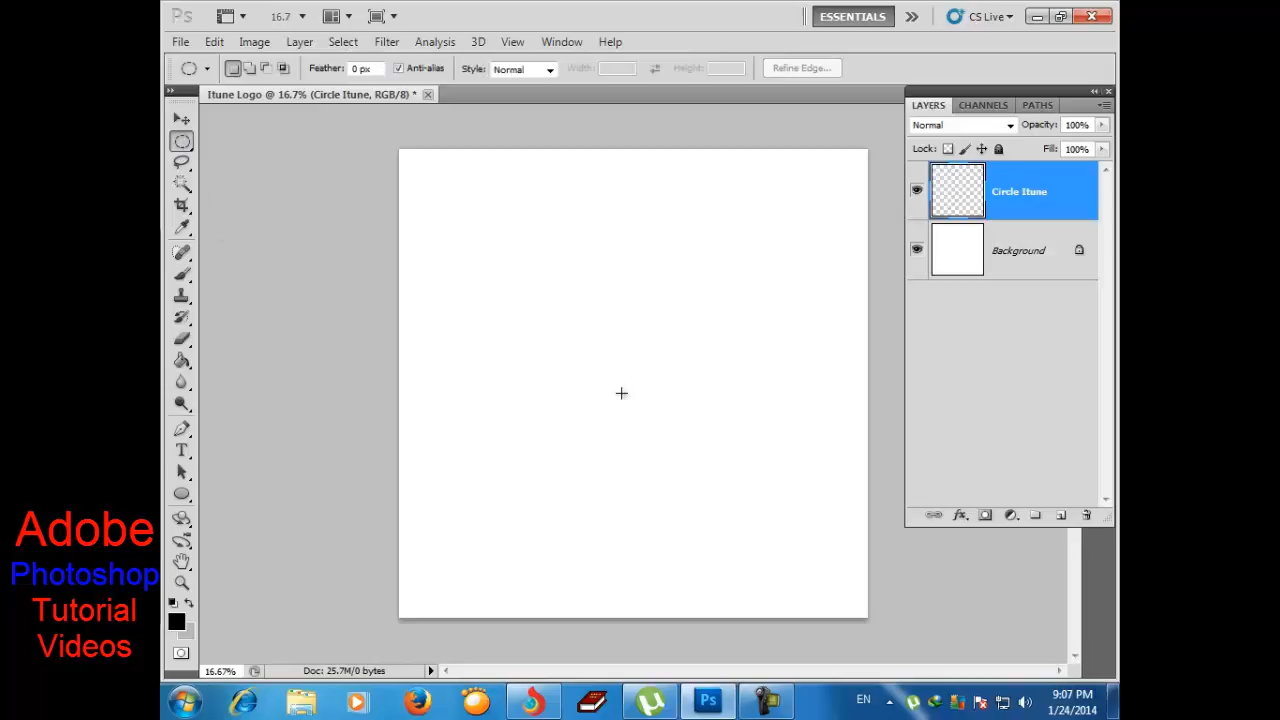 Ps 16.7 ESSENTIALS CS Live
File Edit Image Layer Select Filter Analysis 3D View Window Help
Feather: 0 px Anti-alias Style: Normal Width: Height: Refine Edge...
Itune Logo @ 16.7% (Circle Itune, RGB/8) *
LAYERS CHANNELS PATHS
Normal Opacity: 100%
Lock: Fill: 100%
Circle Itune
Background
T
Adobe
Photoshop
Tutorial
Videos
16.67% Doc: 25.7M/0 bytes
Ps EN 9:07 PM
1/24/2014